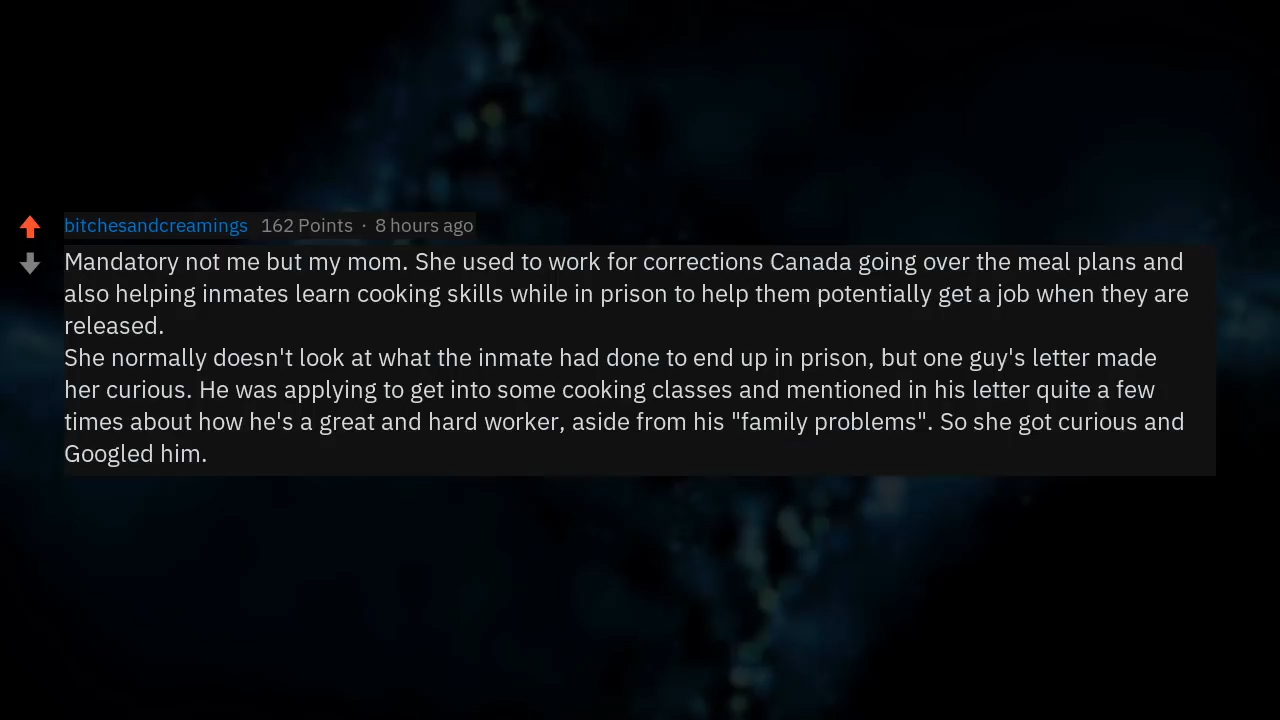 bitchesandcreamings 162 Points · 8 hours ago
Mandatory not me but my mom. She used to work for corrections Canada going over the meal plans and
also helping inmates learn cooking skills while in prison to help them potentially get a job when they are
released.
She normally doesn't look at what the inmate had done to end up in prison, but one guy's letter made
her curious. He was applying to get into some cooking classes and mentioned in his letter quite a few
times about how he's a great and hard worker, aside from his "family problems". So she got curious and
Googled him.